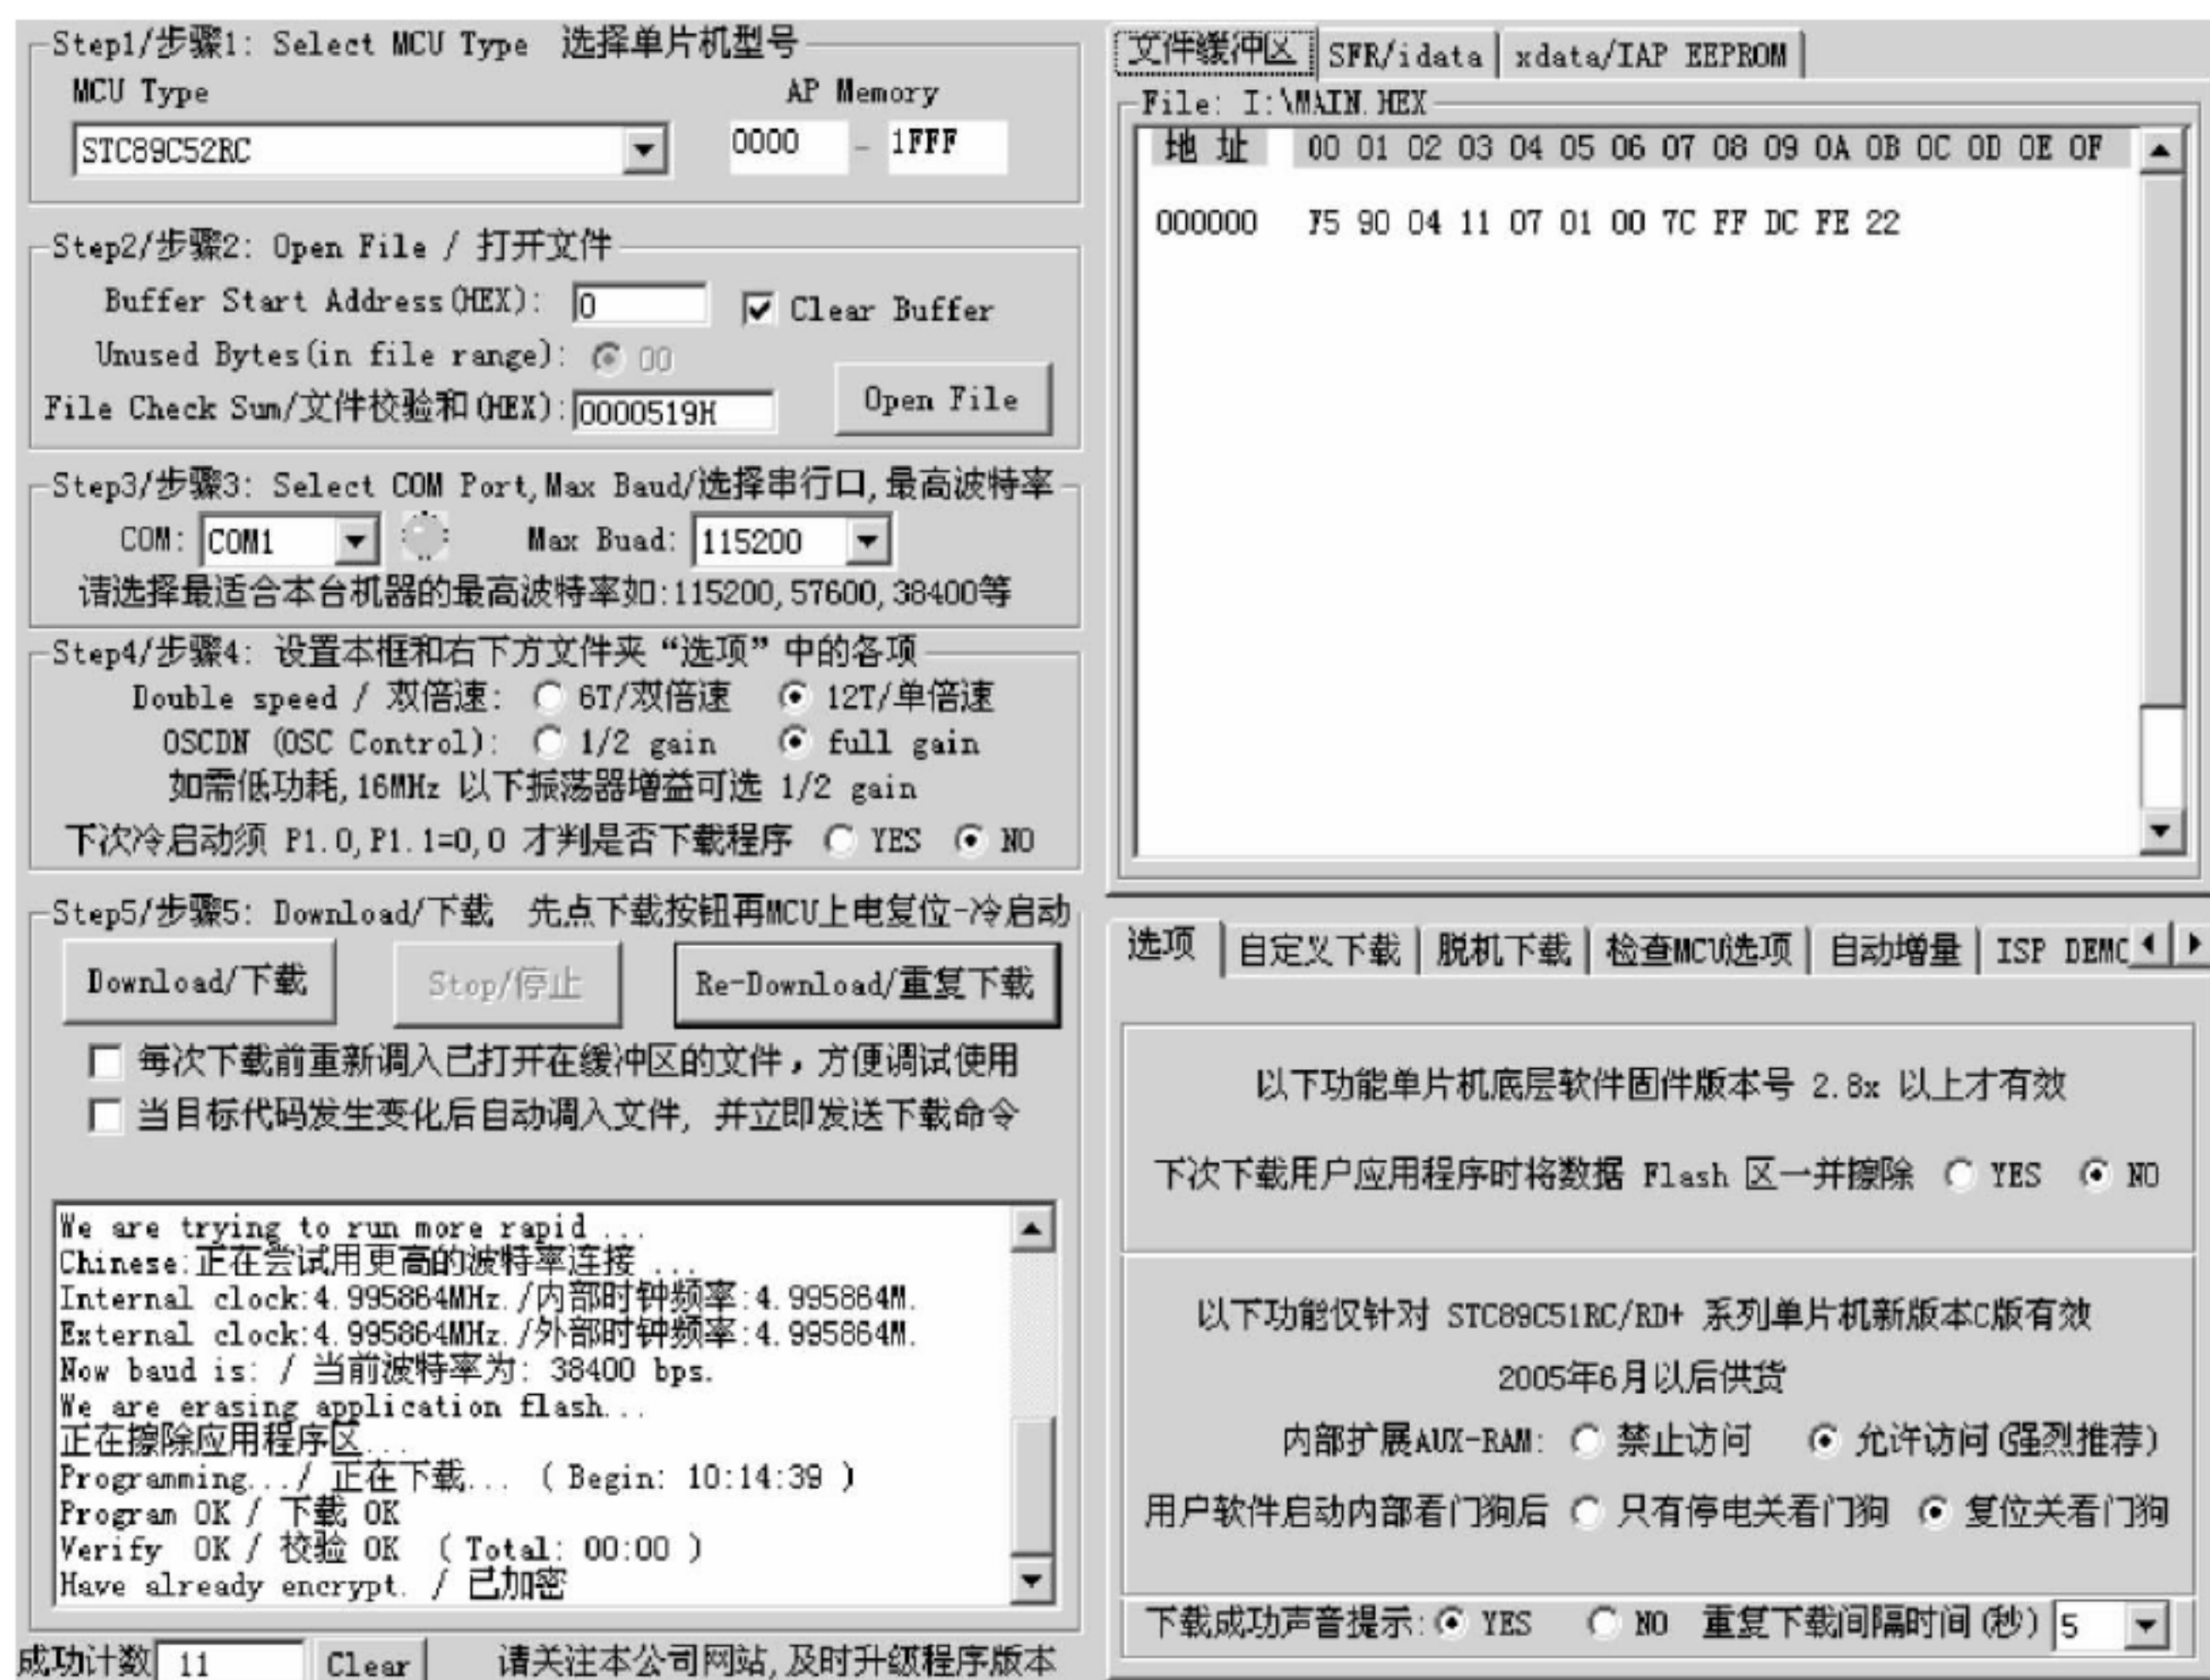 Step1/步骤1: Select MCU Type 选择单片机型号
MCU Type AP Memory
STC89C52RC 0000 - 1FFF
Step2/步骤2: Open File / 打开文件
Buffer Start Address(HEX): 0 Clear Buffer
Unused Bytes(in file range): 00
File Check Sum/文件校验和(HEX): 0000519H Open File
Step3/步骤3: Select COM Port,Max Baud/选择串行口,最高波特率
COM: COM1 Max Buad: 115200
请选择最适合本台机器的最高波特率如:115200,57600,38400等
Step4/步骤4: 设置本框和右下方文件夹“选项”中的各项
Double speed / 双倍速: 6T/双倍速 12T/单倍速
OSCDN (OSC Control): 1/2 gain full gain
如需低功耗,16MHz 以下振荡器增益可选 1/2 gain
下次冷启动须 P1.0,P1.1=0,0 才判是否下载程序 YES NO
Step5/步骤5: Download/下载 先点下载按钮再MCU上电复位-冷启动
Download/下载 Stop/停止 Re-Download/重复下载
每次下载前重新调入已打开在缓冲区的文件，方便调试使用
当目标代码发生变化后自动调入文件, 并立即发送下载命令
We are trying to run more rapid ...
Chinese:正在尝试用更高的波特率连接 ...
Internal clock:4.995864MHz./内部时钟频率:4.995864M.
External clock:4.995864MHz./外部时钟频率:4.995864M.
Now baud is: / 当前波特率为: 38400 bps.
We are erasing application flash...
正在擦除应用程序区...
Programming.../ 正在下载... ( Begin: 10:14:39 )
Program OK / 下载 OK
Verify OK / 校验 OK ( Total: 00:00 )
Have already encrypt. / 已加密
成功计数 11 Clear 请关注本公司网站,及时升级程序版本
文件缓冲区 SFR/idata xdata/IAP EEPROM
File: I:\MAIN.HEX
地 址 00 01 02 03 04 05 06 07 08 09 0A 0B 0C 0D 0E 0F
000000 F5 90 04 11 07 01 00 7C FF DC FE 22
选项 自定义下载 脱机下载 检查MCU选项 自动增量 ISP DEMO
以下功能单片机底层软件固件版本号 2.8x 以上才有效
下次下载用户应用程序时将数据 Flash 区一并擦除 YES NO
以下功能仅针对 STC89C51RC/RD+ 系列单片机新版本C版有效
2005年6月以后供货
内部扩展AUX-RAM: 禁止访问 允许访问(强烈推荐)
用户软件启动内部看门狗后 只有停电关看门狗 复位关看门狗
下载成功声音提示: YES NO 重复下载间隔时间(秒) 5